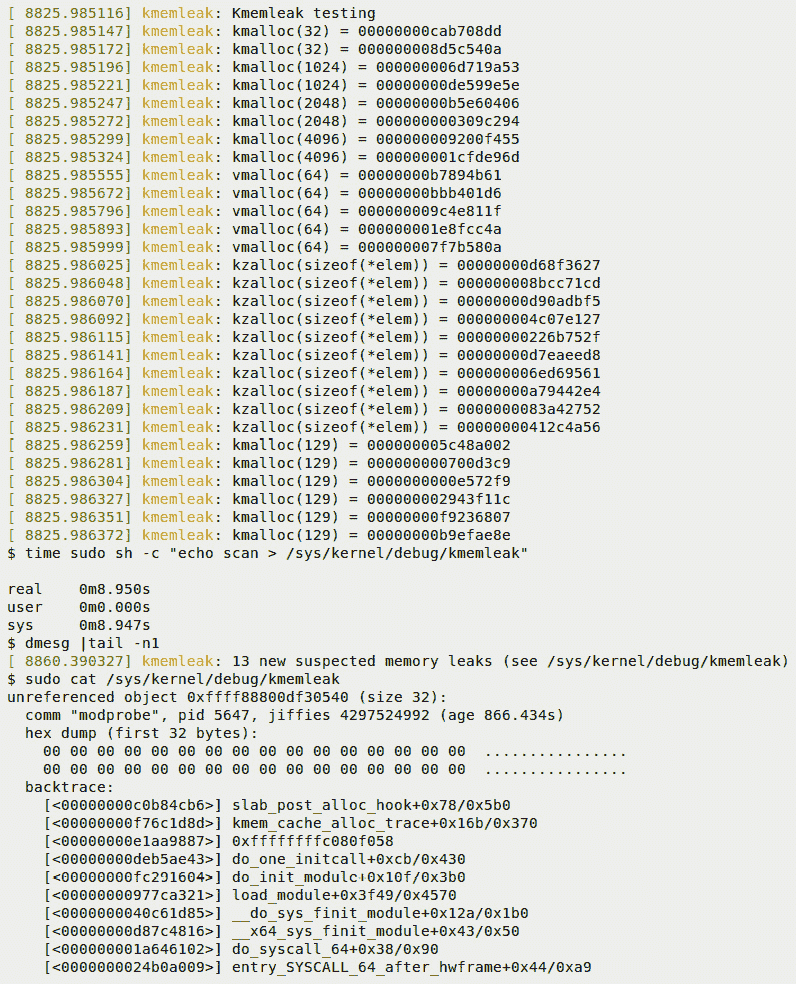 [ 8825.985116] kmemleak: Kmemleak testing
[ 8825.985147] kmemleak: kmalloc(32) = 00000000cab708dd
[ 8825.985172] kmemleak: kmalloc(32) = 000000008d5c540a
[ 8825.985196] kmemleak: kmalloc(1024) = 000000006d719a53
[ 8825.985221] kmemleak: kmalloc(1024) = 00000000de599e5e
[ 8825.985247] kmemleak: kmalloc(2048) = 00000000b5e60406
[ 8825.985272] kmemleak: kmalloc(2048) = 00000000309c294
[ 8825.985299] kmemleak: kmalloc(4096) = 000000009200f455
[ 8825.985324] kmemleak: kmalloc(4096) = 000000001cfde96d
[ 8825.985555] kmemleak: vmalloc(64) = 00000000b7894b61
[ 8825.985672] kmemleak: vmalloc(64) = 00000000bbb401d6
[ 8825.985796] kmemleak: vmalloc(64) = 000000009c4e811f
[ 8825.985893] kmemleak: vmalloc(64) = 000000001e8fcc4a
[ 8825.985999] kmemleak: vmalloc(64) = 000000007f7b580a
[ 8825.986025] kmemleak: kzalloc(sizeof(*elem)) = 00000000d68f3627
[ 8825.986048] kmemleak: kzalloc(sizeof(*elem)) = 000000008bcc71cd
[ 8825.986070] kmemleak: kzalloc(sizeof(*elem)) = 00000000d90adbf5
[ 8825.986092] kmemleak: kzalloc(sizeof(*elem)) = 000000004c07e127
[ 8825.986115] kmemleak: kzalloc(sizeof(*elem)) = 00000000226b752f
[ 8825.986141] kmemleak: kzalloc(sizeof(*elem)) = 00000000d7eaeed8
[ 8825.986164] kmemleak: kzalloc(sizeof(*elem)) = 000000006ed69561
[ 8825.986187] kmemleak: kzalloc(sizeof(*elem)) = 00000000a79442e4
[ 8825.986209] kmemleak: kzalloc(sizeof(*elem)) = 0000000083a42752
[ 8825.986231] kmemleak: kzalloc(sizeof(*elem)) = 00000000412c4a56
[ 8825.986259] kmemleak: kmalloc(129) = 000000005c48a002
[ 8825.986281] kmemleak: kmalloc(129) = 000000000700d3c9
[ 8825.986304] kmemleak: kmalloc(129) = 000000000e572f9
[ 8825.986327] kmemleak: kmalloc(129) = 000000002943f11c
[ 8825.986351] kmemleak: kmalloc(129) = 00000000f9236807
[ 8825.986372] kmemleak: kmalloc(129) = 00000000b9efae8e
$ time sudo sh -c "echo scan > /sys/kernel/debug/kmemleak"
real 0m8.950s
user 0m0.000s
sys 0m8.947s
$ dmesg |tail -n1
[ 8860.390327] kmemleak: 13 new suspected memory leaks (see /sys/kernel/debug/kmemleak)
$ sudo cat /sys/kernel/debug/kmemleak
unreferenced object 0xffff88800df30540 (size 32):
comm "modprobe", pid 5647, jiffies 4297524992 (age 866.434s)
hex dump (first 32 bytes):
00 00 00 00 00 00 00 00 00 00 00 00 00 00 00 00 ................
00 00 00 00 00 00 00 00 00 00 00 00 00 00 00 00 ................
backtrace:
[<00000000c0b84cb6>] slab_post_alloc_hook+0x78/0x5b0
[<00000000f76c1d8d>] kmem_cache_alloc_trace+0x16b/0x370
[<00000000e1aa9887>] 0xffffffffc080f058
[<00000000deb5ae43>] do_one_initcall+0xcb/0x430
[<00000000fc291604>] do_init_module+0x10f/0x3b0
[<00000000977ca321>] load_module+0x3f49/0x4570
[<0000000040c61d85>] __do_sys_finit_module+0x12a/0x1b0
[<00000000d87c4816>] __x64_sys_finit_module+0x43/0x50
[<000000001a646102>] do_syscall_64+0x38/0x90
[<0000000024b0a009>] entry_SYSCALL_64_after_hwframe+0x44/0xa9